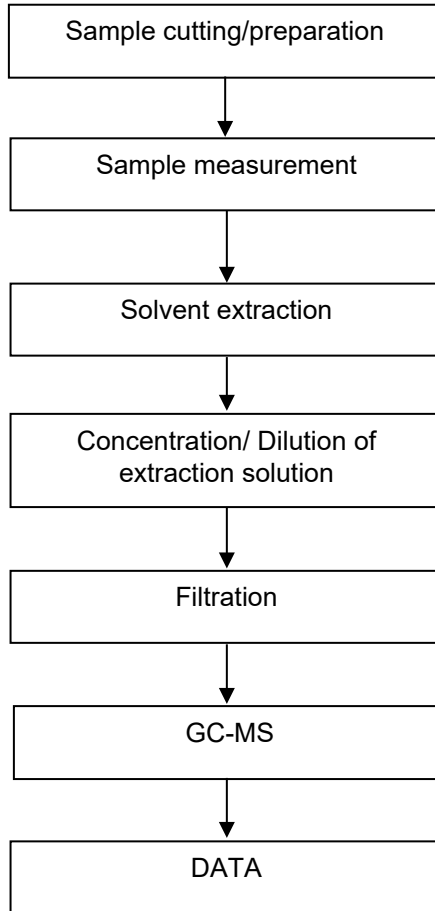 Sample cutting/preparation
Sample measurement
Solvent extraction
Concentration/ Dilution of
extraction solution
Filtration
GC-MS
DATA